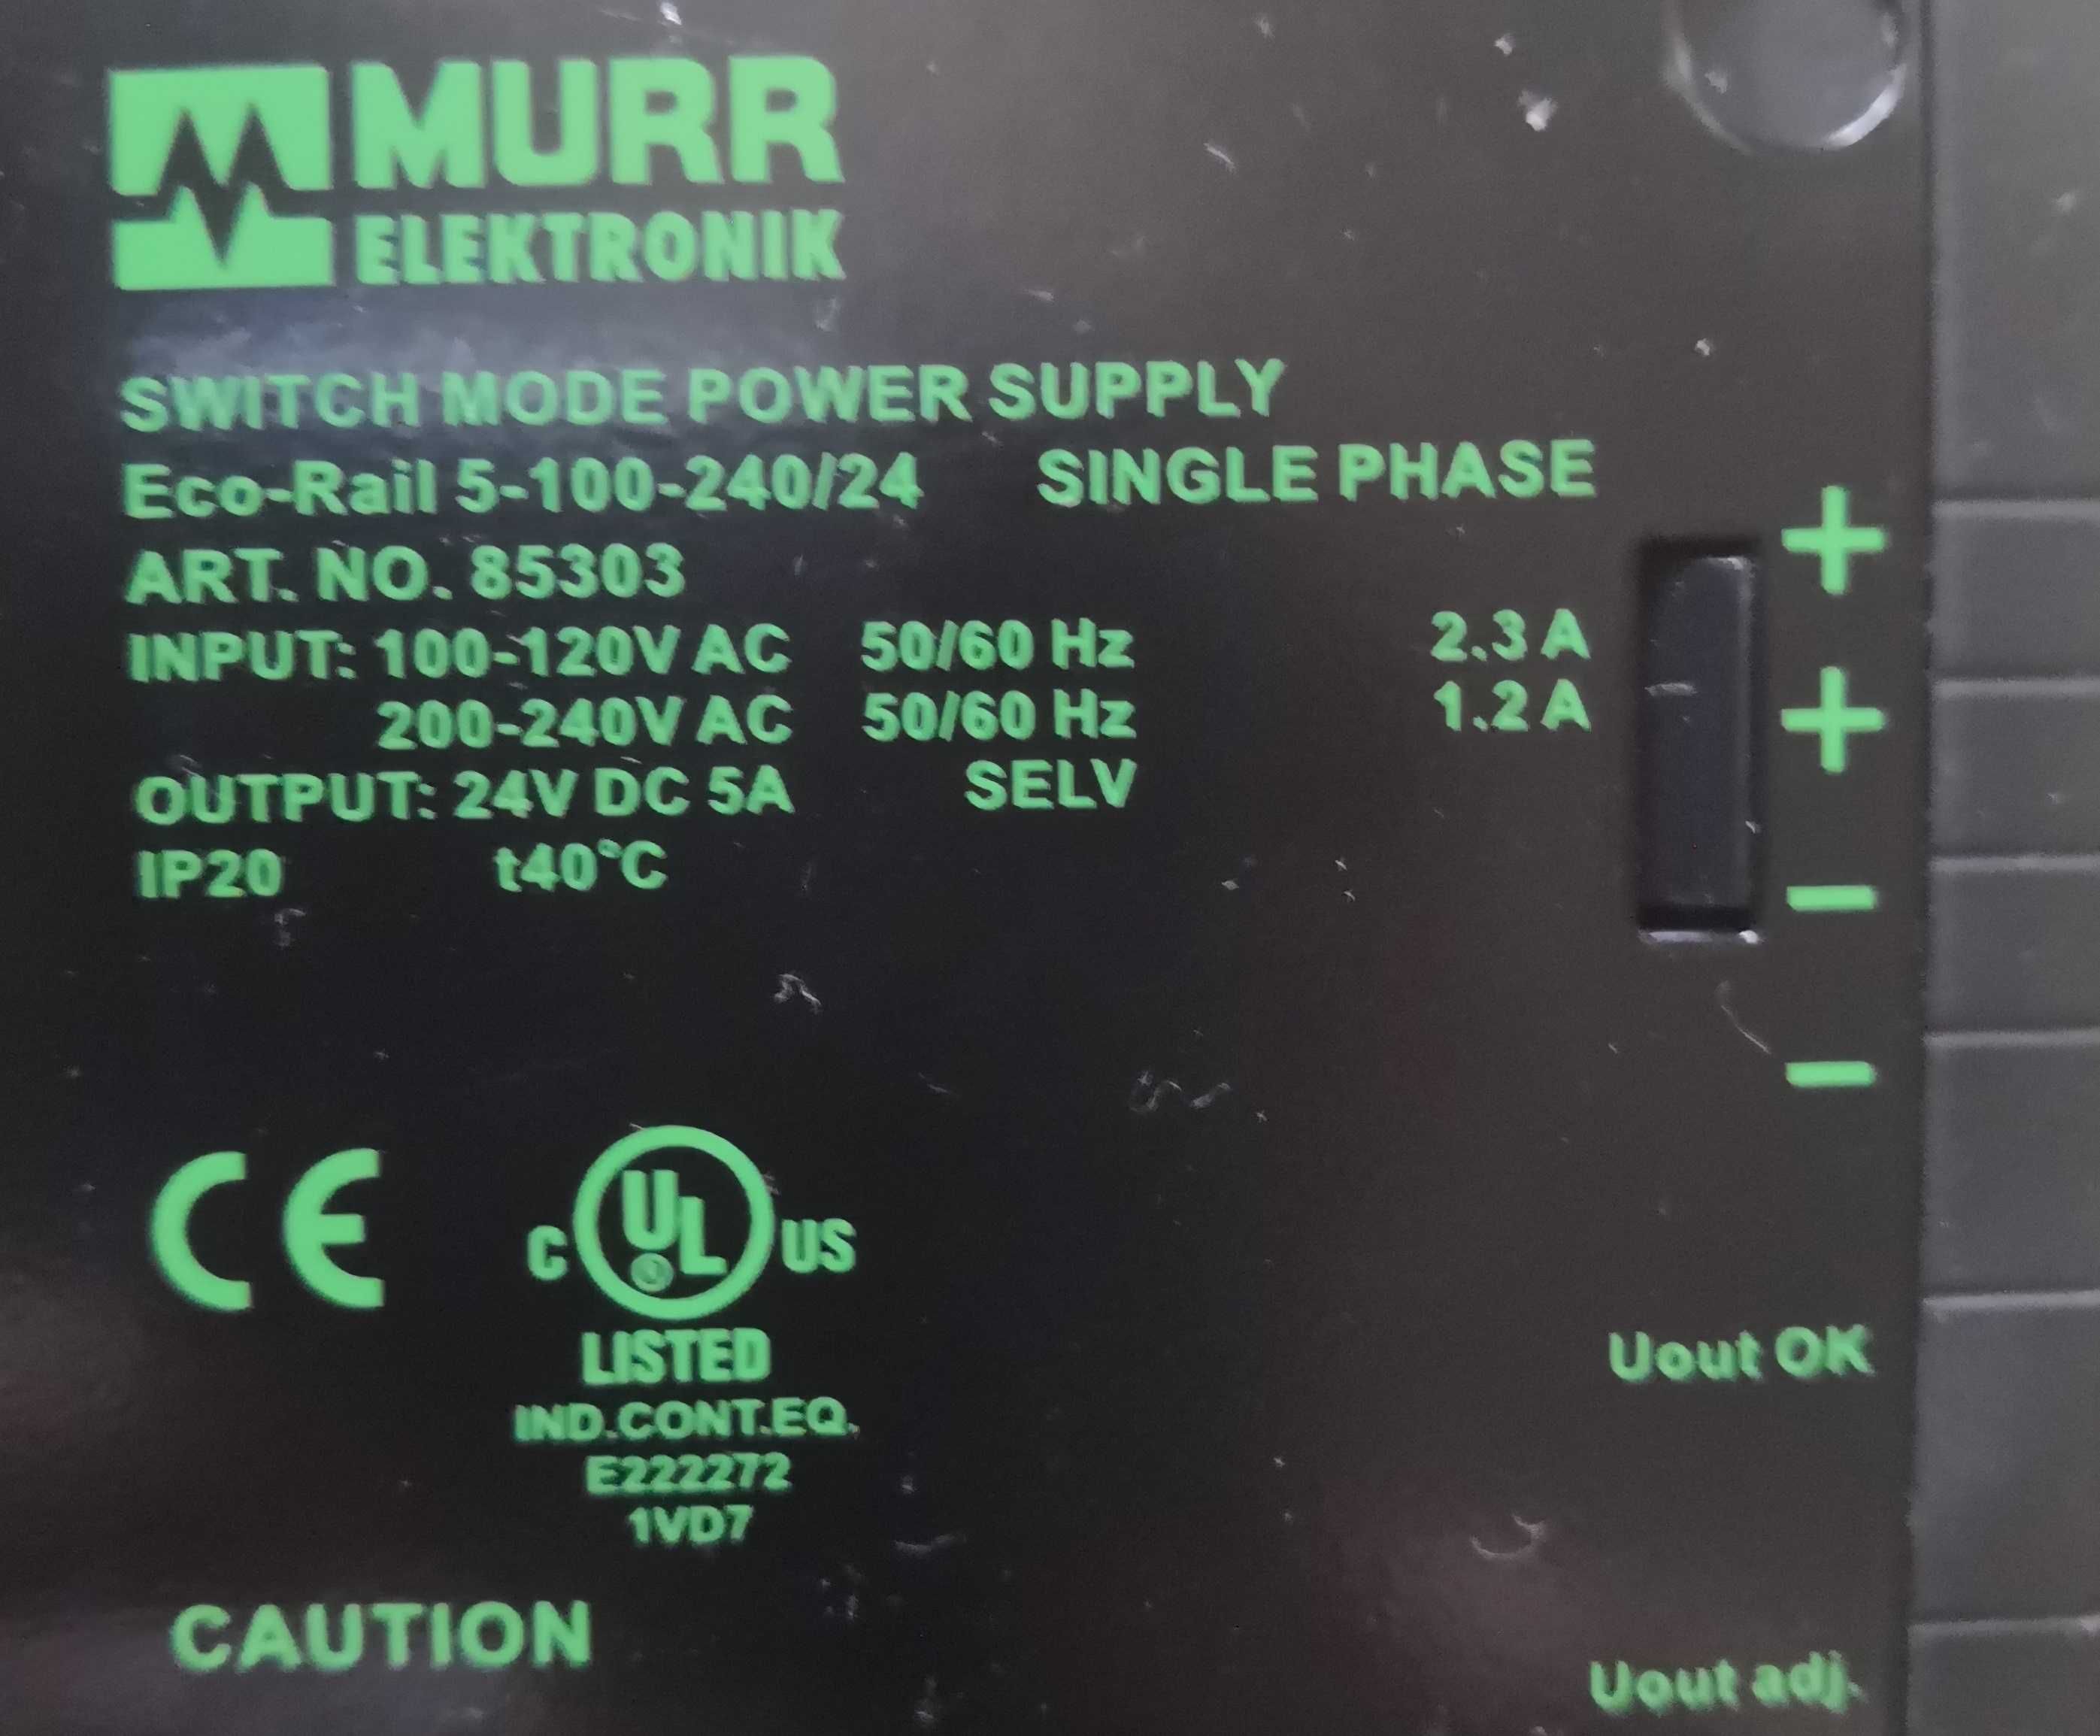 MURR
ELEKTRONIK
SWITCH MODE POWER SUPPLY
Eco-Rail 5-100-240/24 SINGLE PHASE
ART. NO. 85303
INPUT: 100-120V AC 50/60 Hz 2.3 A
200-240V AC 50/60 Hz 1.2 A
OUTPUT: 24V DC 5A SELV
IP20 t40°C
+
+
–
–
CE
C UL® US
LISTED
IND.CONT.EQ.
E222272
1VD7
Uout OK
CAUTION
Uout adj.